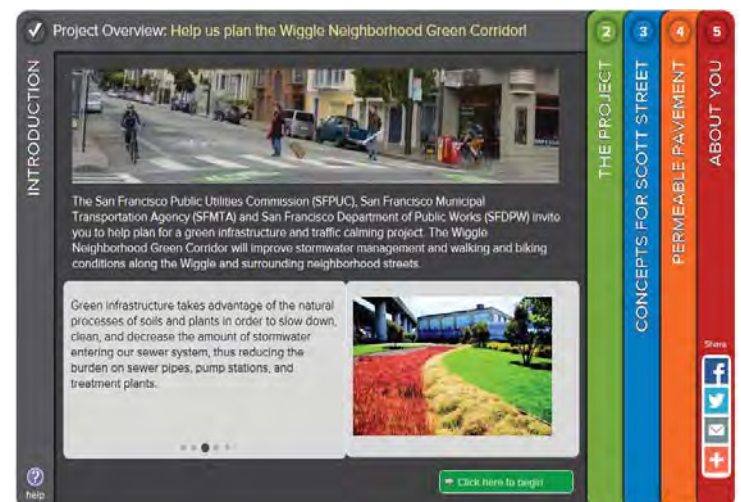 Project Overview: Help us plan the Wiggle Neighborhood Green Corridor!
INTRODUCTION
The San Francisco Public Utilities Commission (SFPUC), San Francisco Municipal
Transportation Agency (SFMTA) and San Francisco Department of Public Works (SFDPW) invite
you to help plan for a green infrastructure and traffic calming project. The Wiggle
Neighborhood Green Corridor will improve stormwater management and walking and biking
conditions along the Wiggle and surrounding neighborhood streets.
Green infrastructure takes advantage of the natural
processes of soils and plants in order to slow down,
clean, and decrease the amount of stormwater
entering our sewer system, thus reducing the
burden on sewer pipes, pump stations, and
treatment plants.
Click here to begin
?
help
2
THE PROJECT
3
CONCEPTS FOR SCOTT STREET
4
PERMEABLE PAVEMENT
5
ABOUT YOU
Share